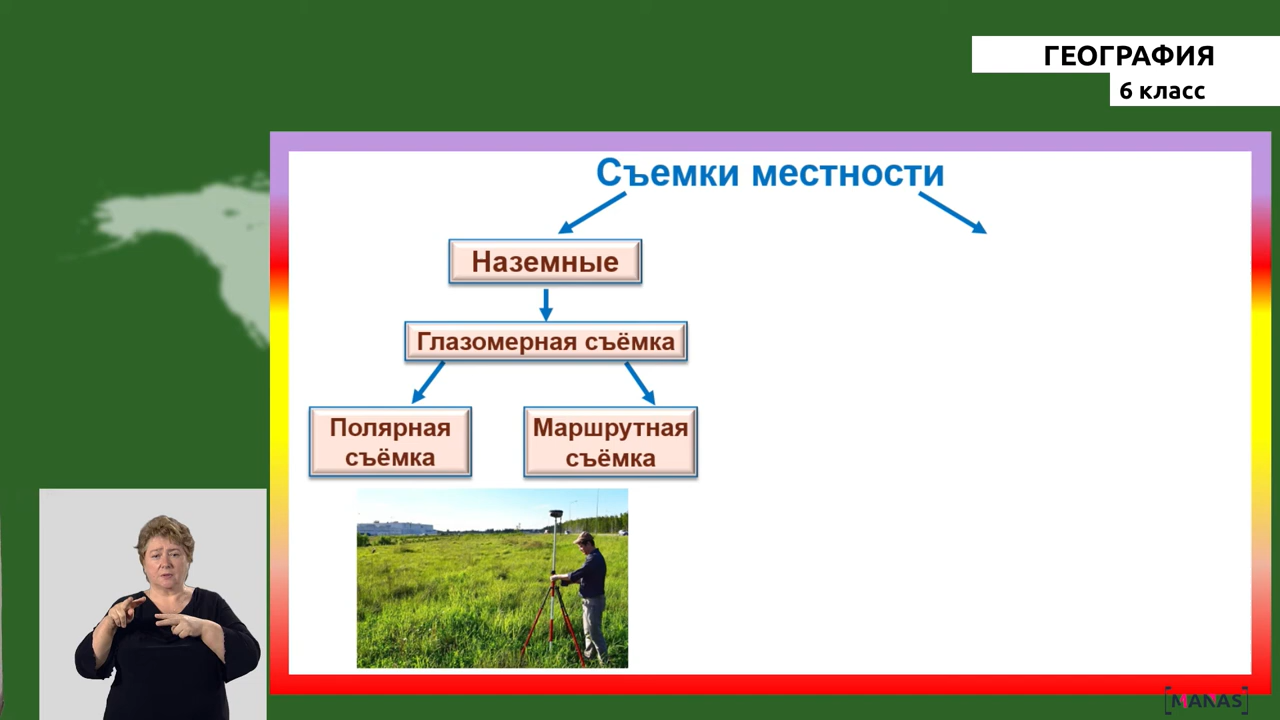 ГЕОГРАФИЯ
6 класс
Съемки местности
Наземные
Глазомерная съёмка
Полярная
съёмка
Маршрутная
съёмка
[MANAS]